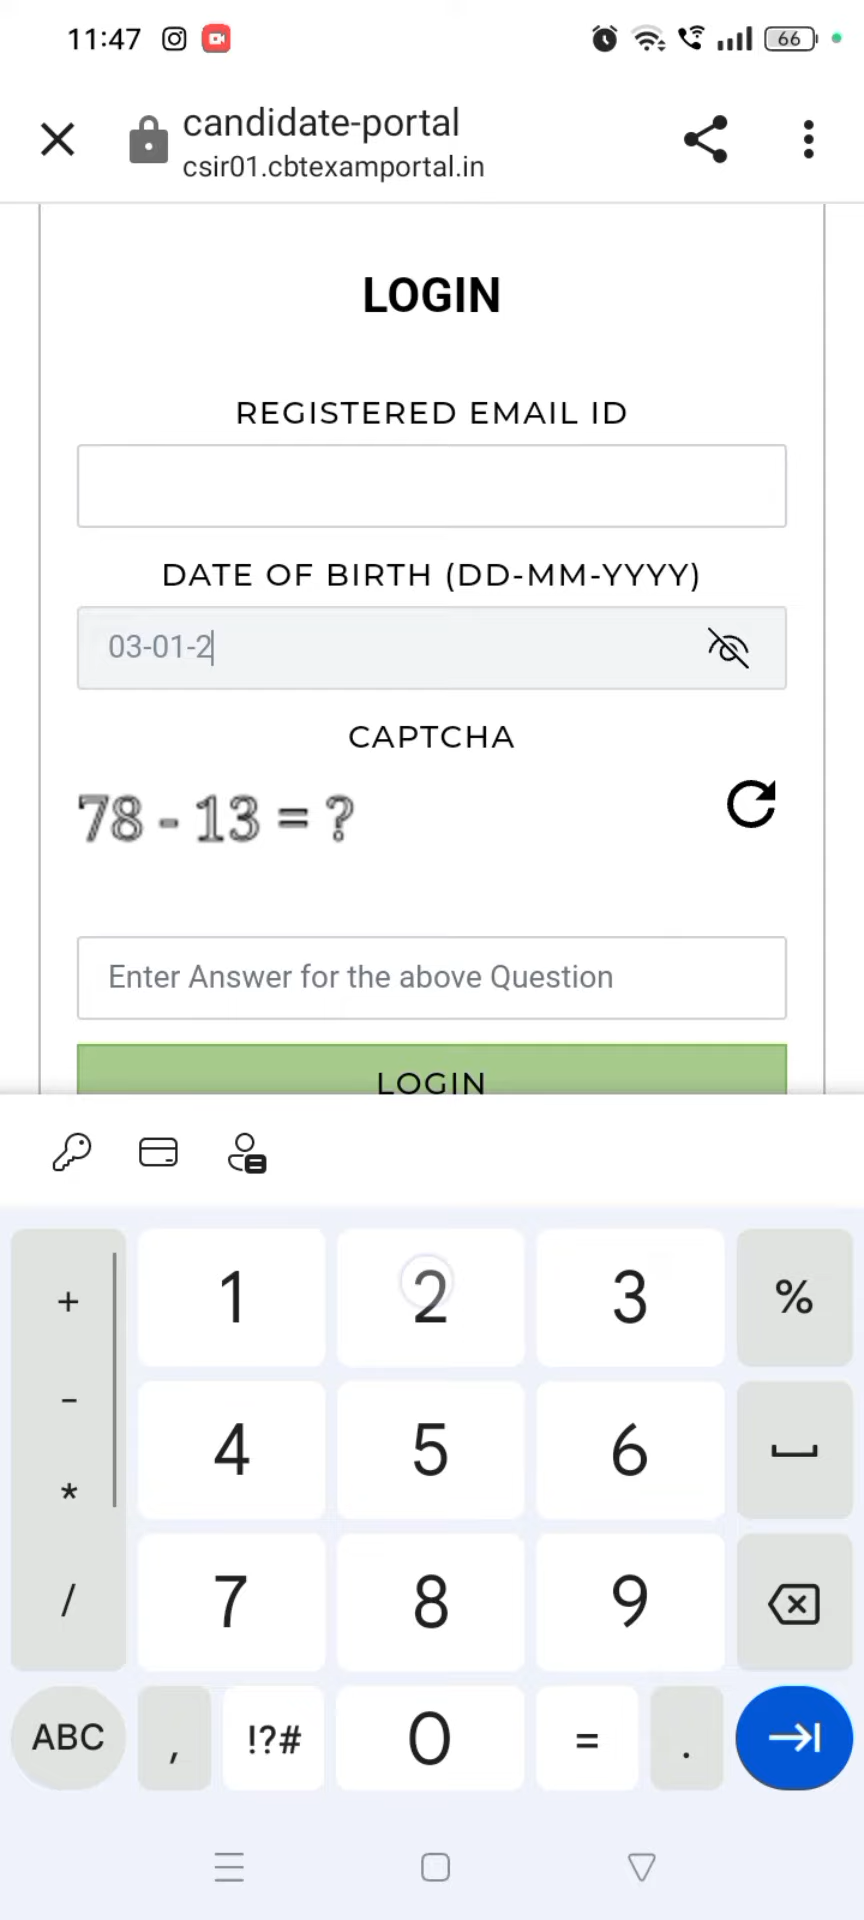 11:47 66
candidate-portal
csir01.cbtexamportal.in
LOGIN
REGISTERED EMAIL ID
DATE OF BIRTH (DD-MM-YYYY)
03-01-2
CAPTCHA
78 - 13 = ?
Enter Answer for the above Question
LOGIN
+ 1 2 3 %
- 4 5 6
*
/ 7 8 9
ABC , !?# 0 = .